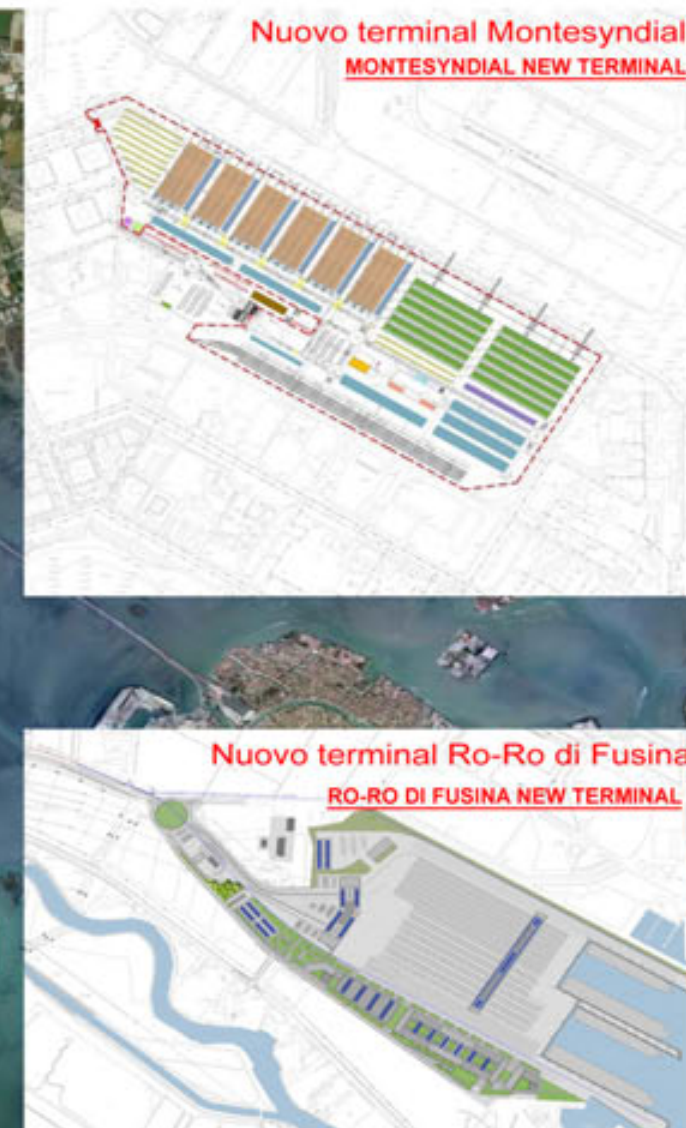 Nuovo terminal Montesyndial
MONTESYNDIAL NEW TERMINAL
Nuovo terminal Ro-Ro di Fusina
RO-RO DI FUSINA NEW TERMINAL